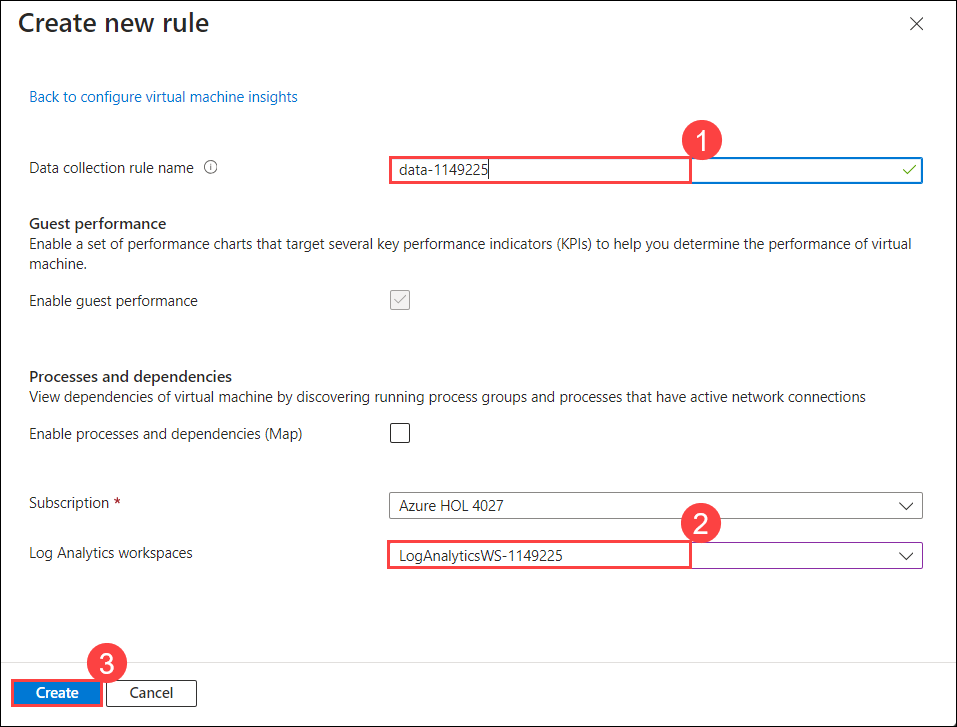 Create new rule
Back to configure virtual machine insights
1
Data collection rule name
data-1149225
Guest performance
Enable a set of performance charts that target several key performance indicators (KPIs) to help you determine the performance of virtual
machine.
Enable guest performance
Processes and dependencies
View dependencies of virtual machine by discovering running process groups and processes that have active network connections
Enable processes and dependencies (Map)
Subscription *
Azure HOL 4027
2
Log Analytics workspaces
LogAnalyticsWS-1149225
3
Create
Cancel